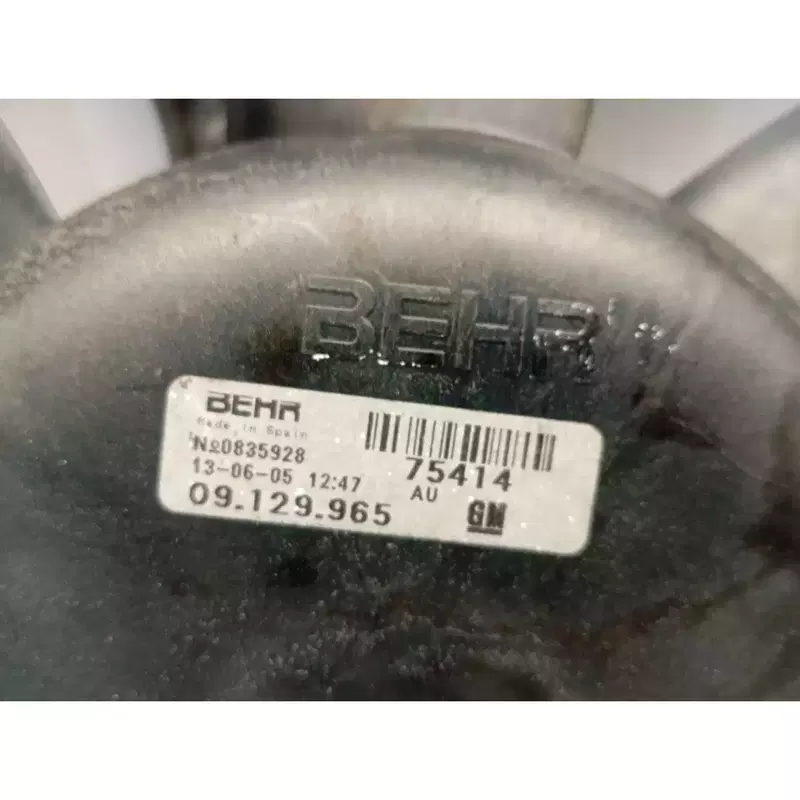 BEHR
BEHR
Made in Spain
No0835928
13-06-05 12:47
75414
AU
09.129.965
GM